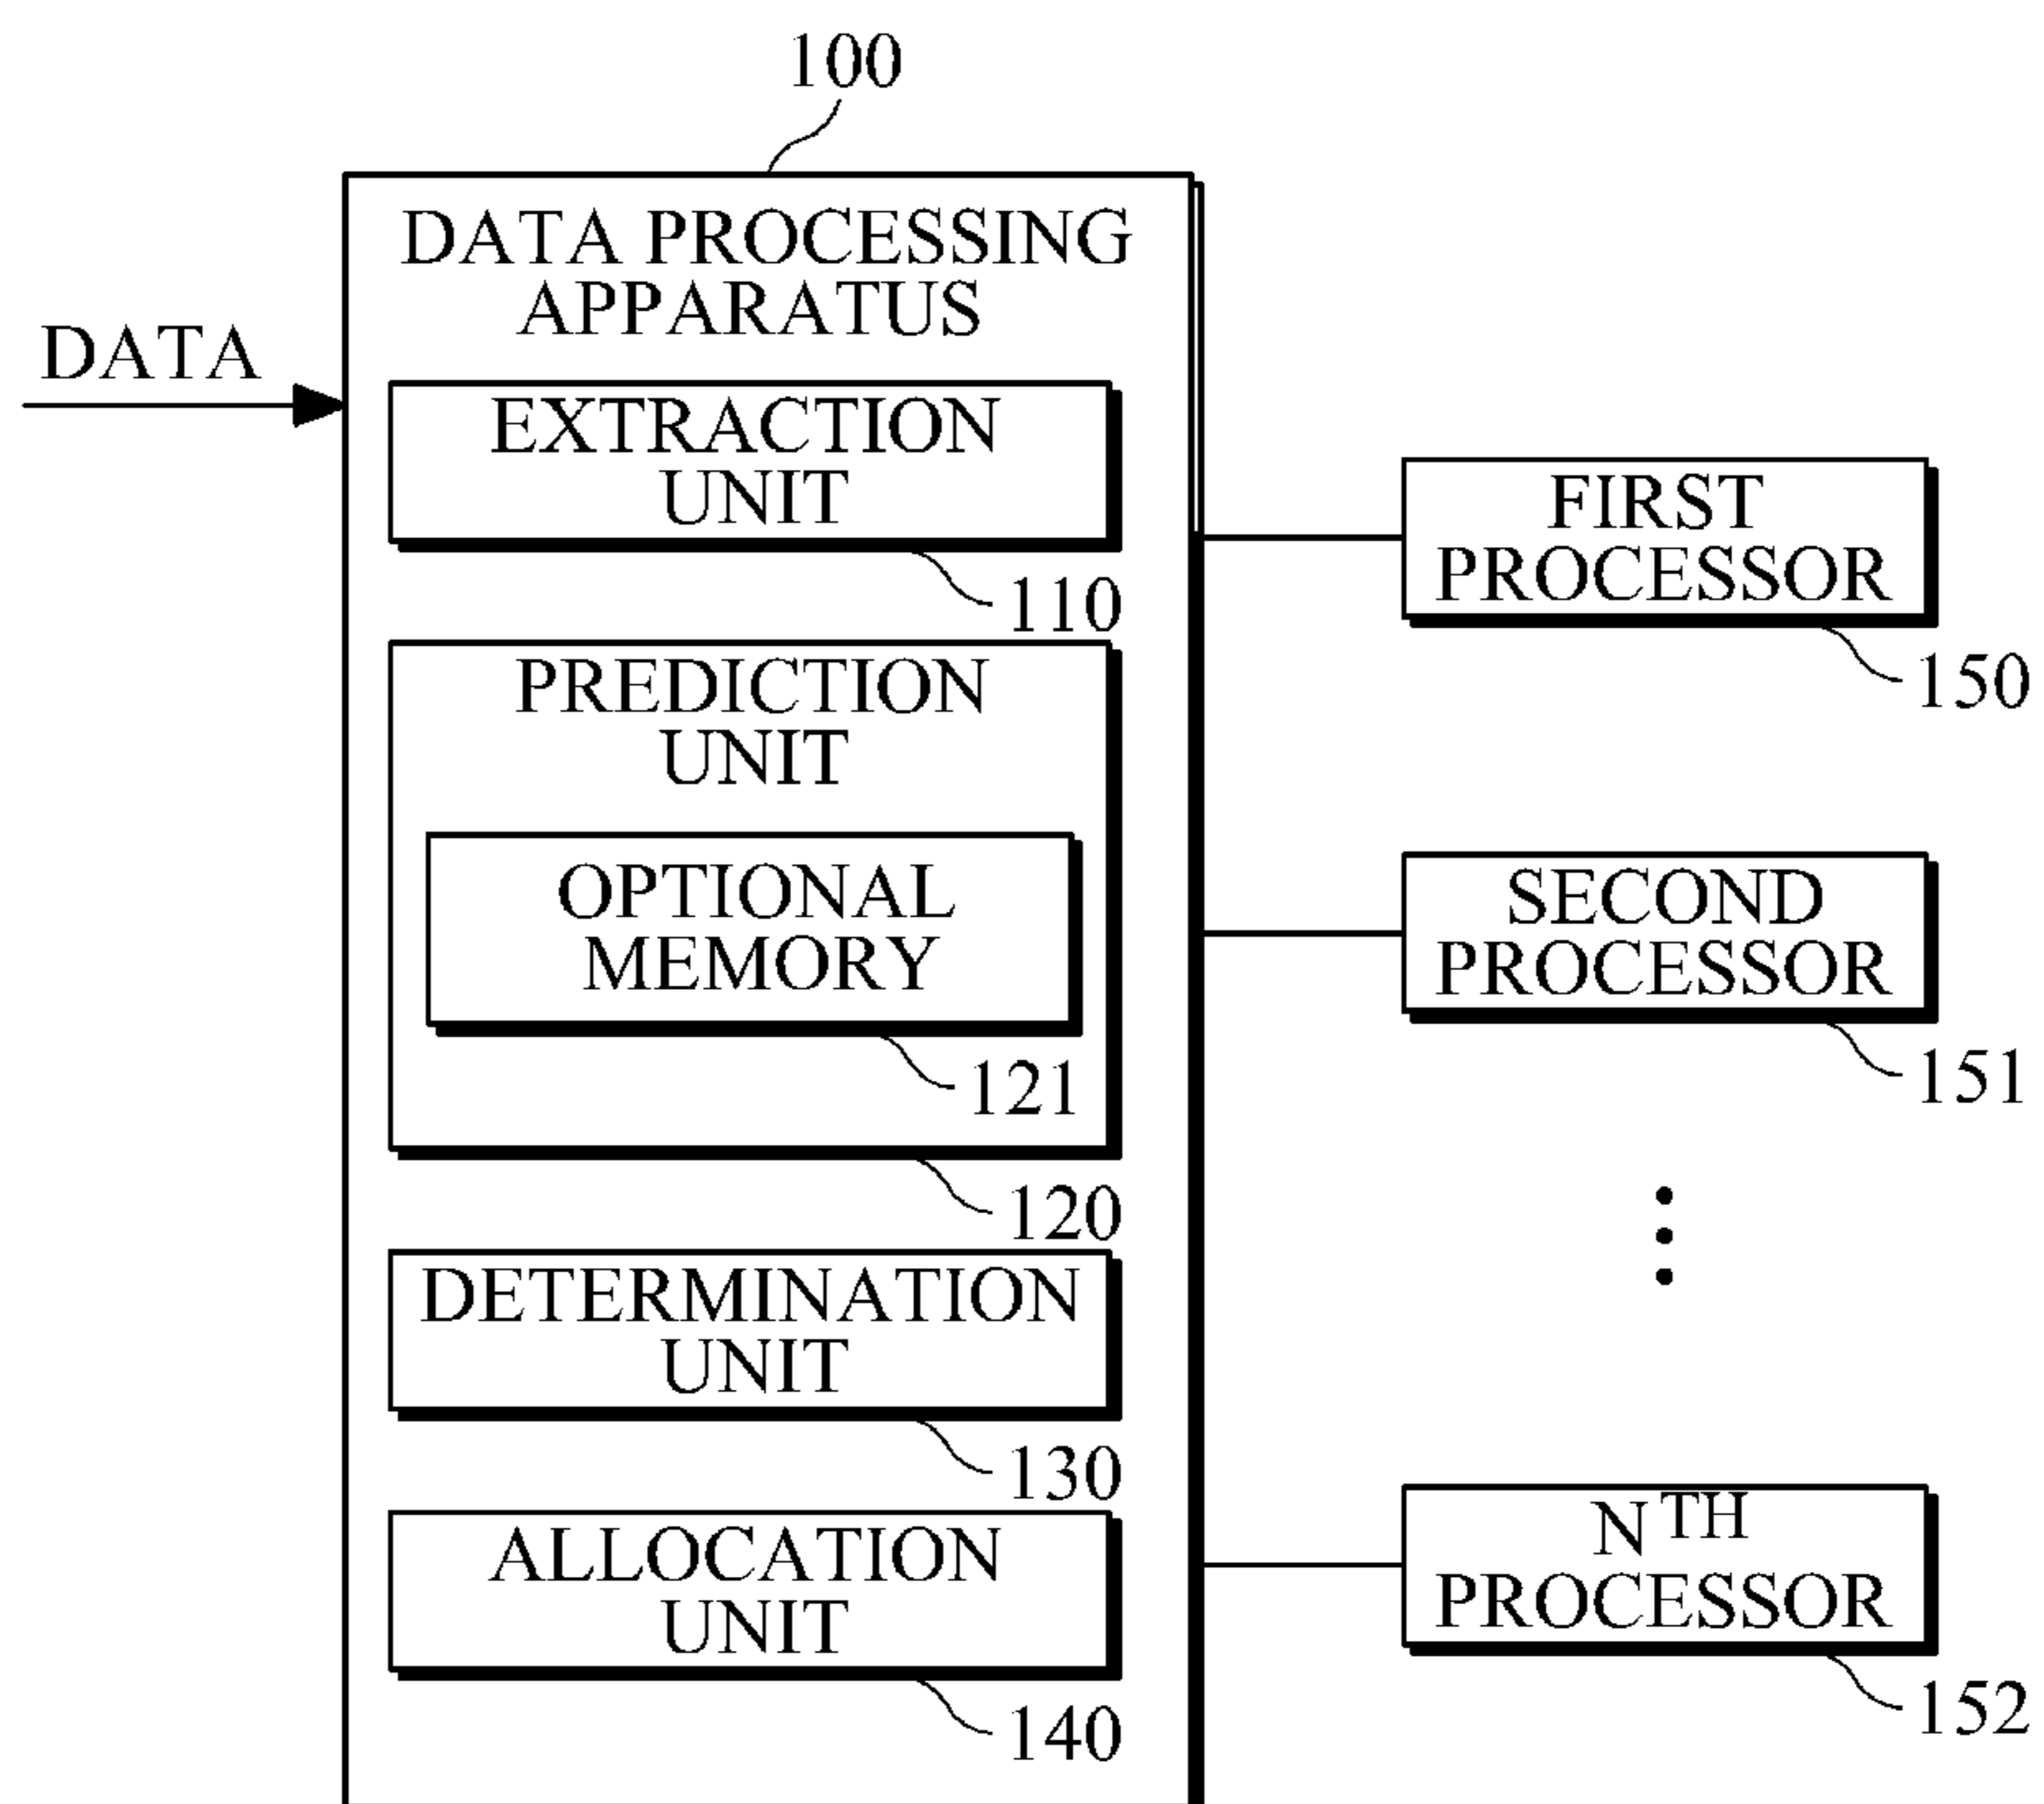 100
DATA PROCESSING
APPARATUS
DATA
EXTRACTION
UNIT
110
PREDICTION
UNIT
OPTIONAL
MEMORY
121
120
DETERMINATION
UNIT
130
ALLOCATION
UNIT
140
FIRST
PROCESSOR
150
SECOND
PROCESSOR
151
NTH
PROCESSOR
152